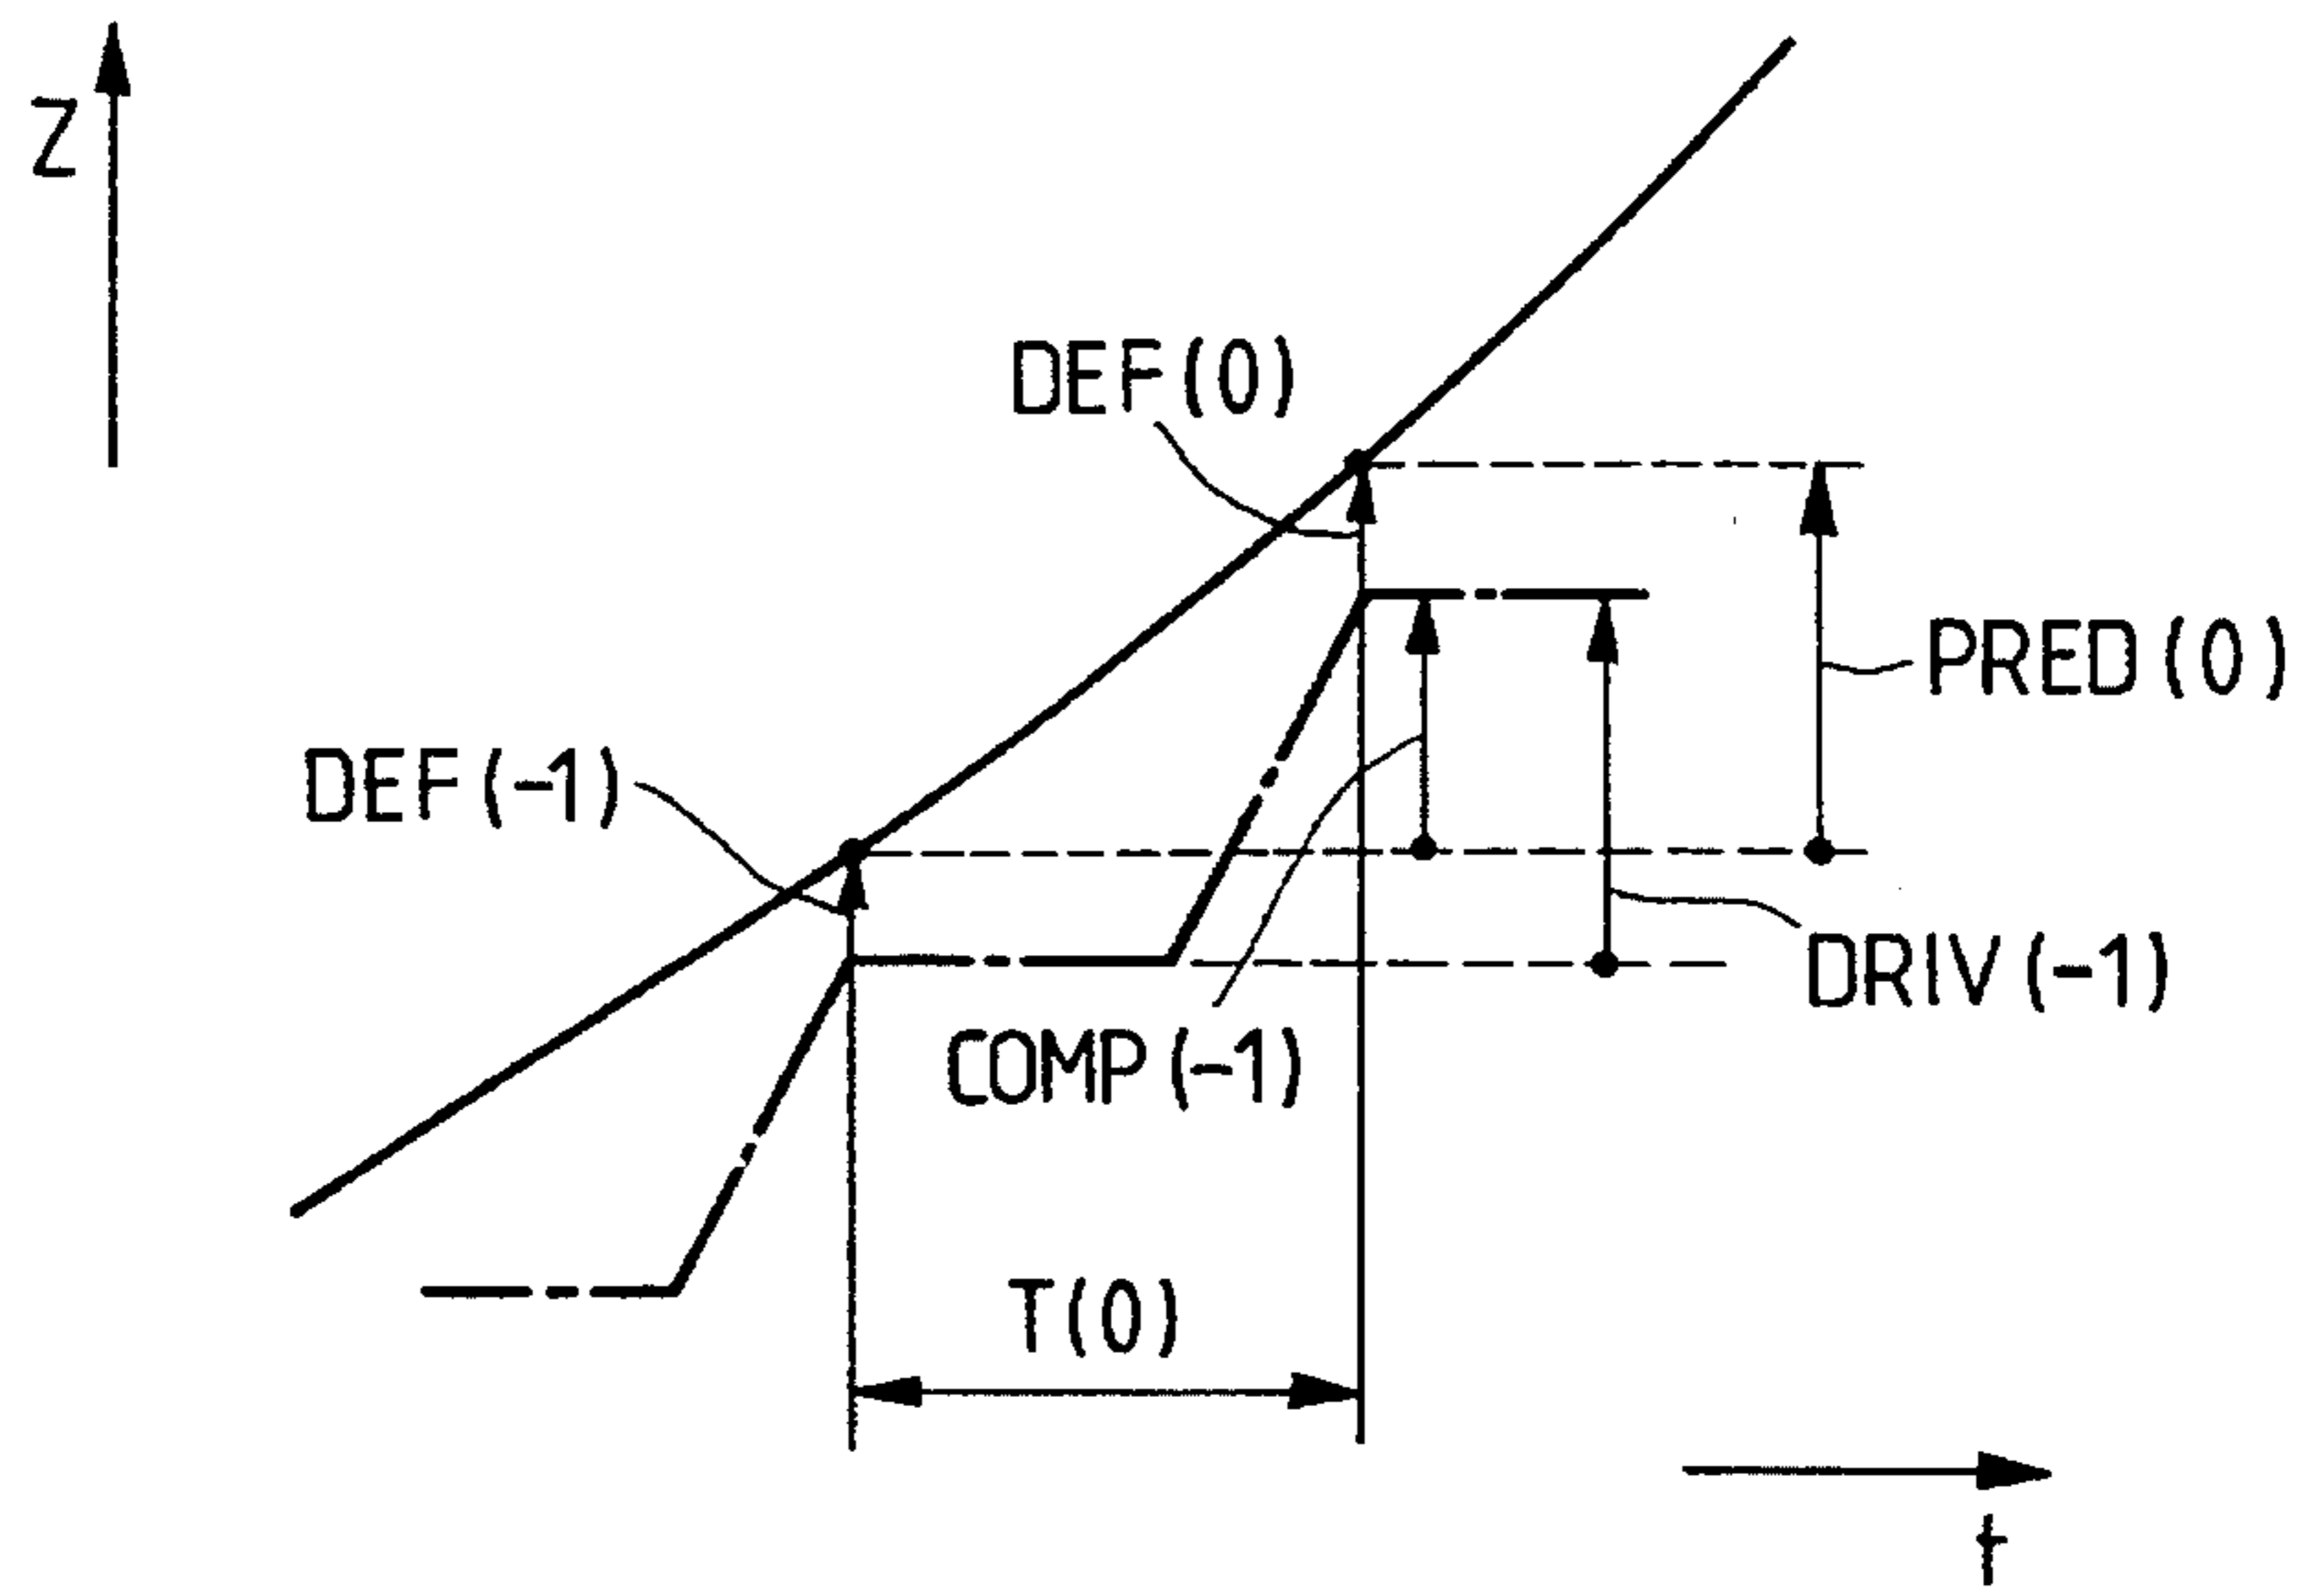 Z
DEF(0)
PRED(0)
DEF(-1)
DRIV(-1)
COMP(-1)
T(0)
t